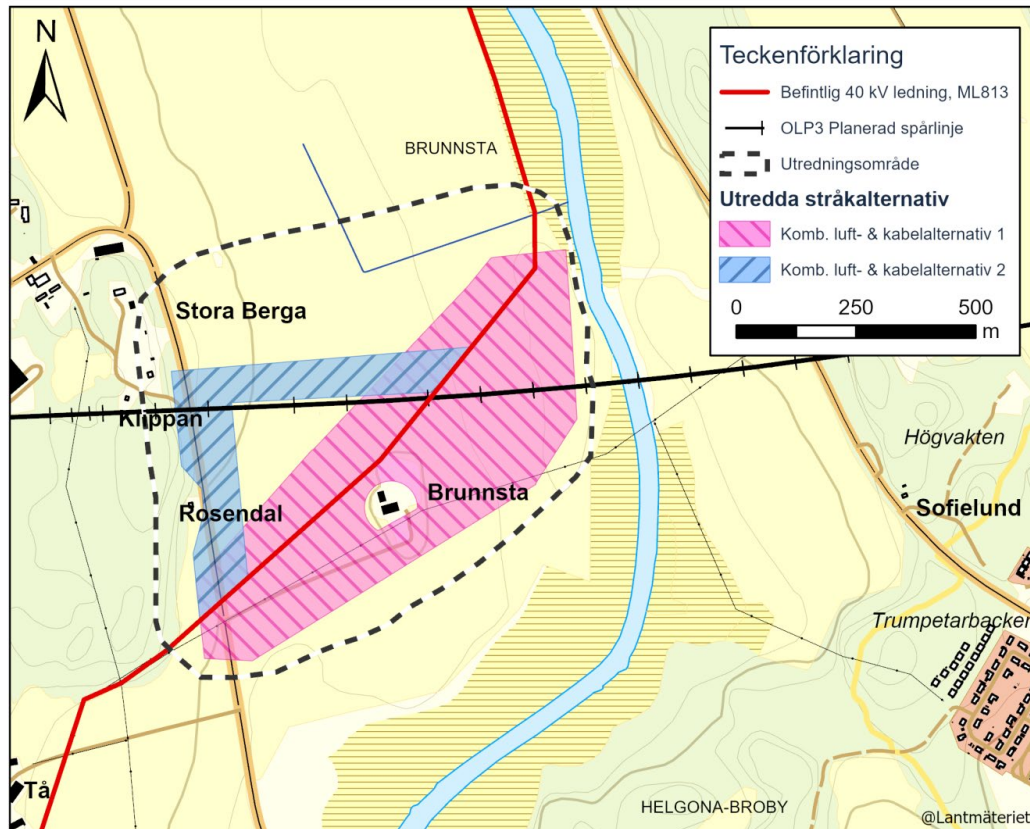 N
BRUNNSTA
Teckenförklaring
Befintlig 40 kV ledning, ML813
OLP3 Planerad spårlinje
Utredningsområde
Utredda stråkalternativ
Komb. luft- & kabelalternativ 1
Komb. luft- & kabelalternativ 2
0 250 500
m
Stora Berga
Klippan
Högvakten
Rosendal
Brunnsta
Sofielund
Trumpetarbacken
Tå
HELGONA-BROBY
@Lantmäteriet